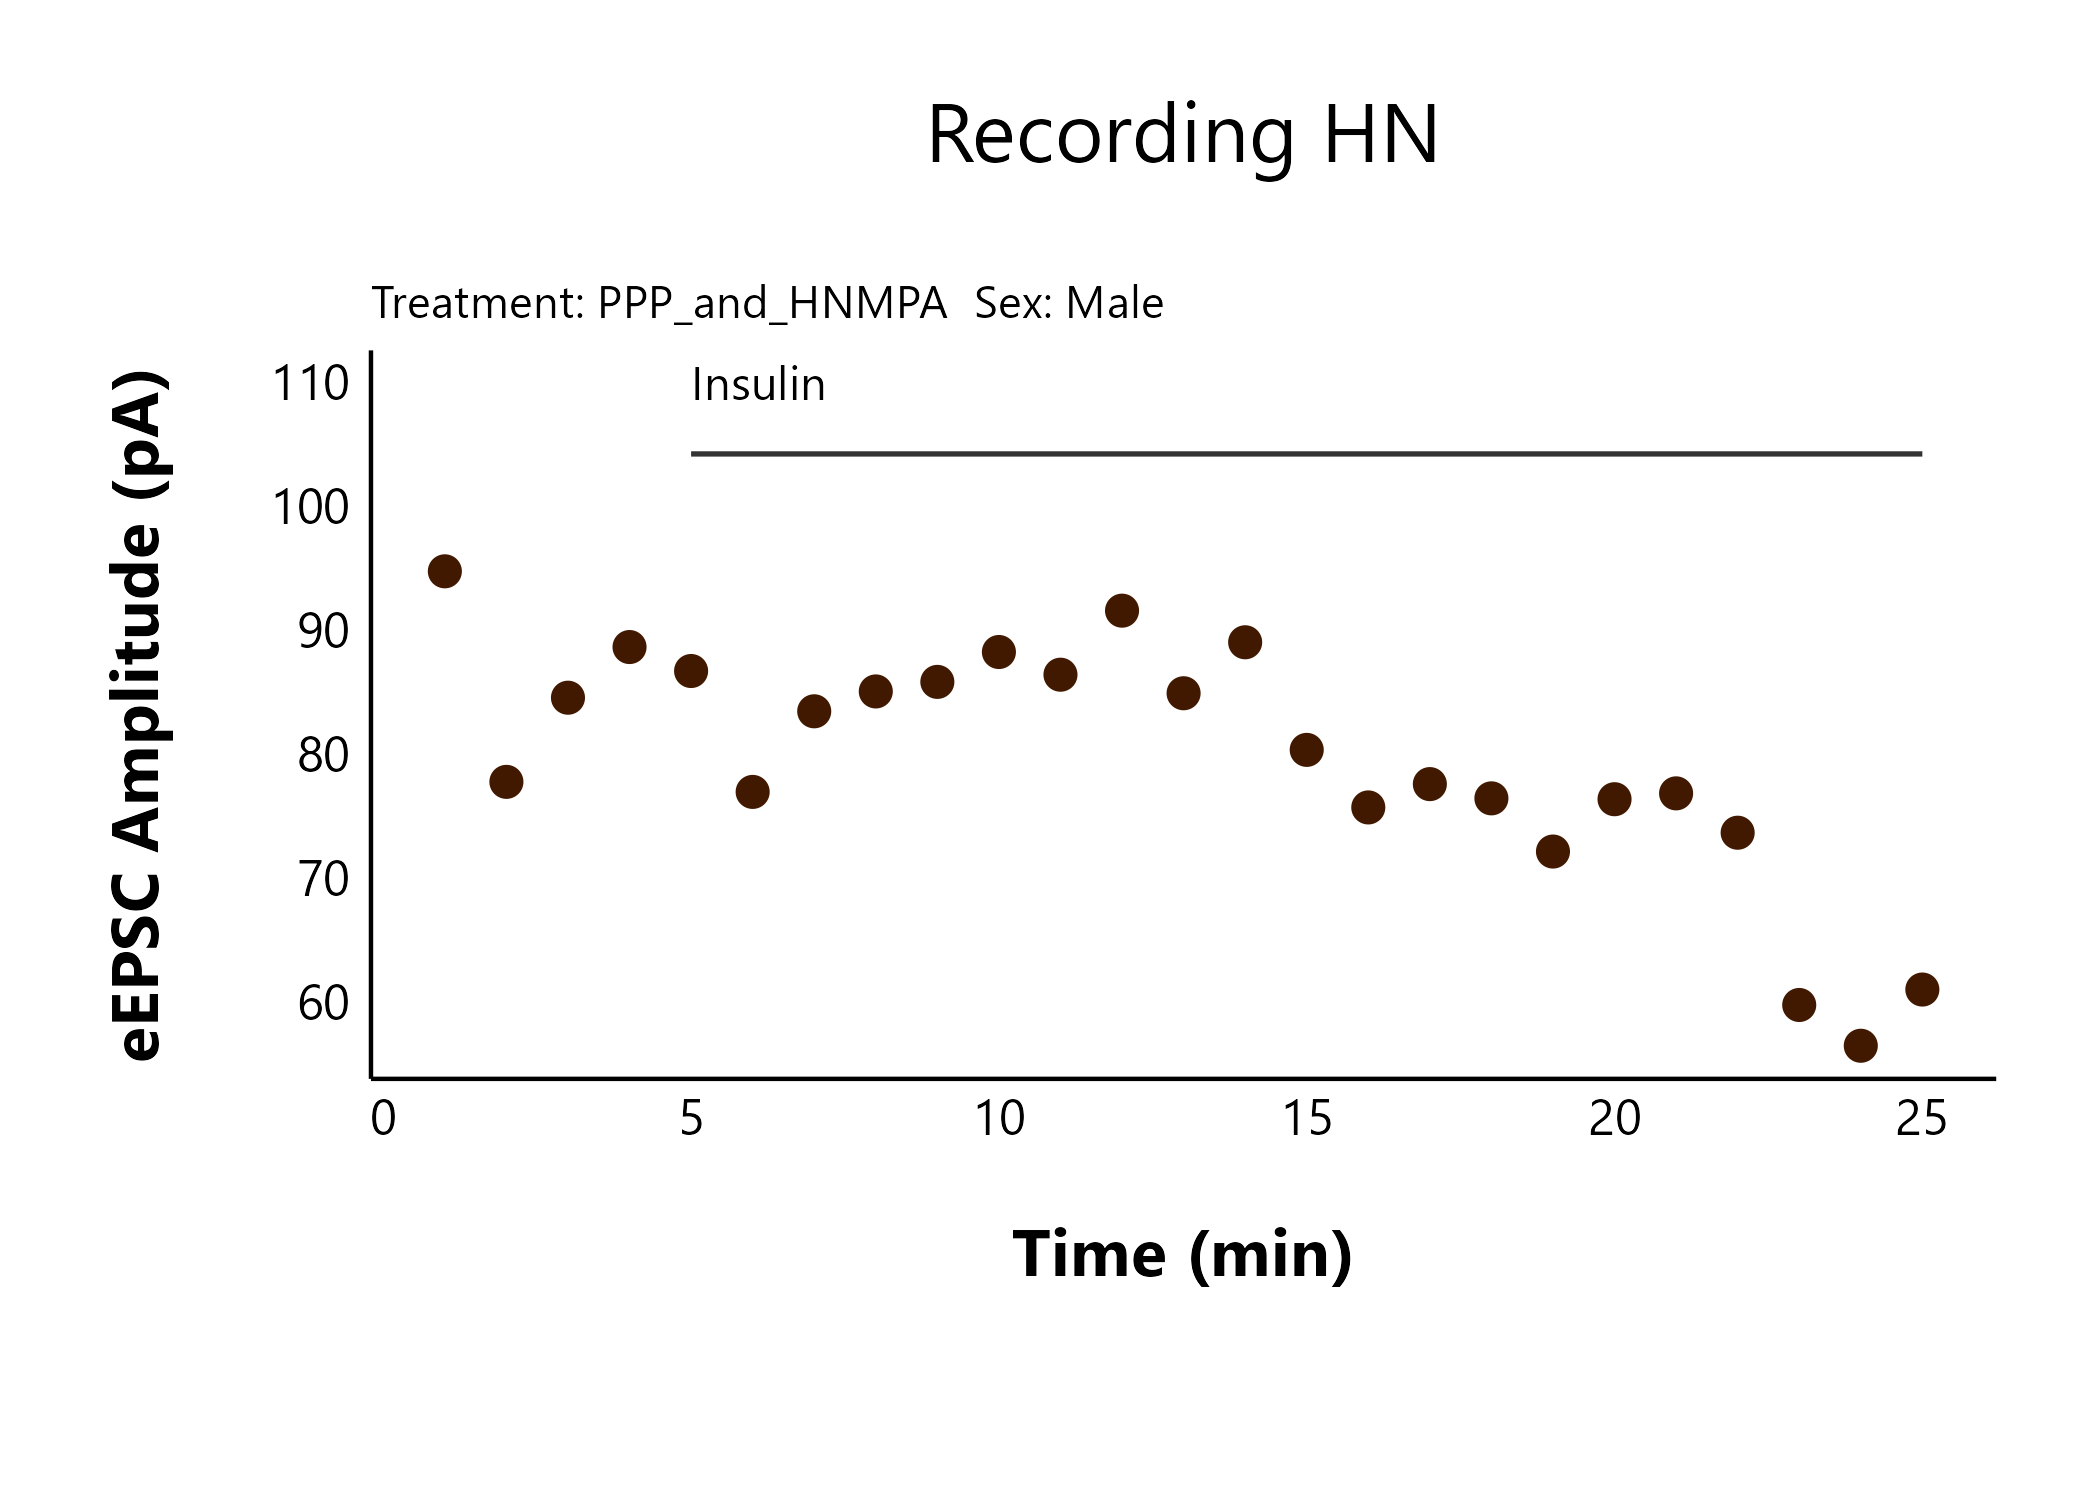 Recording HN
Treatment: PPP_and_HNMPA  Sex: Male
Insulin
eEPSC Amplitude (pA)
110
100
90
80
70
60
0 5 10 15 20 25
Time (min)